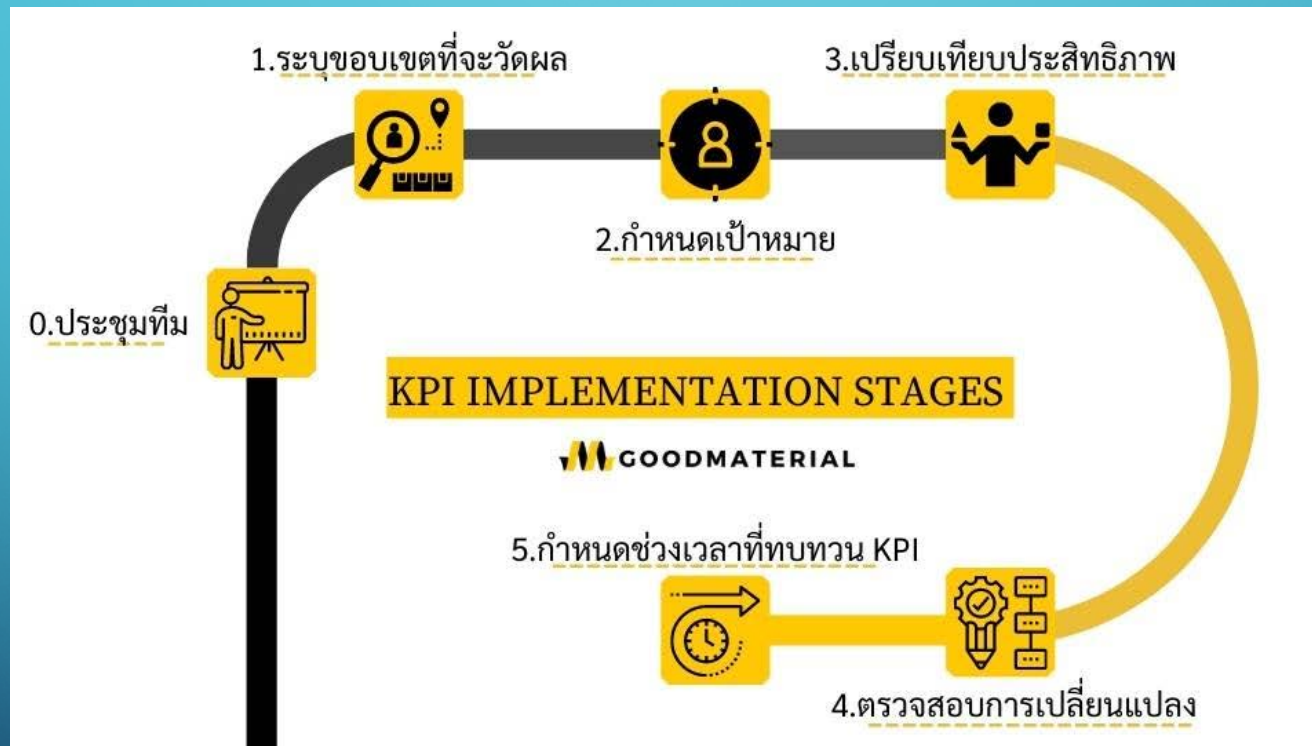 1.ระบุขอบเขตที่จะวัดผล
3.เปรียบเทียบประสิทธิภาพ
2.กำหนดเป้าหมาย
0.ประชุมทีม
KPI IMPLEMENTATION STAGES
GOODMATERIAL
5.กำหนดช่วงเวลาที่ทบทวน KPI
4.ตรวจสอบการเปลี่ยนแปลง